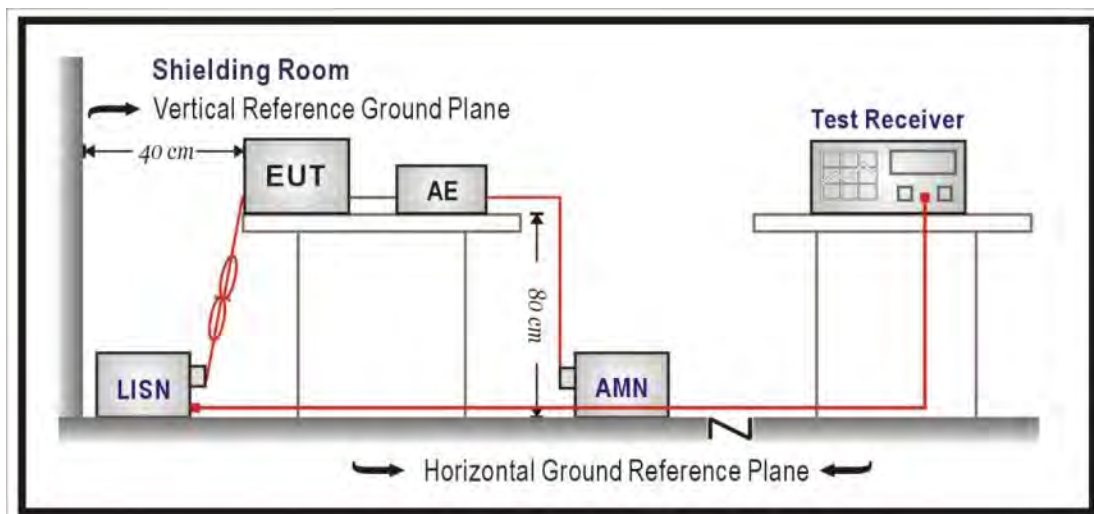 Shielding Room
Vertical Reference Ground Plane
Test Receiver
40 cm
EUT
AE
80 cm
LISN
AMN
Horizontal Ground Reference Plane